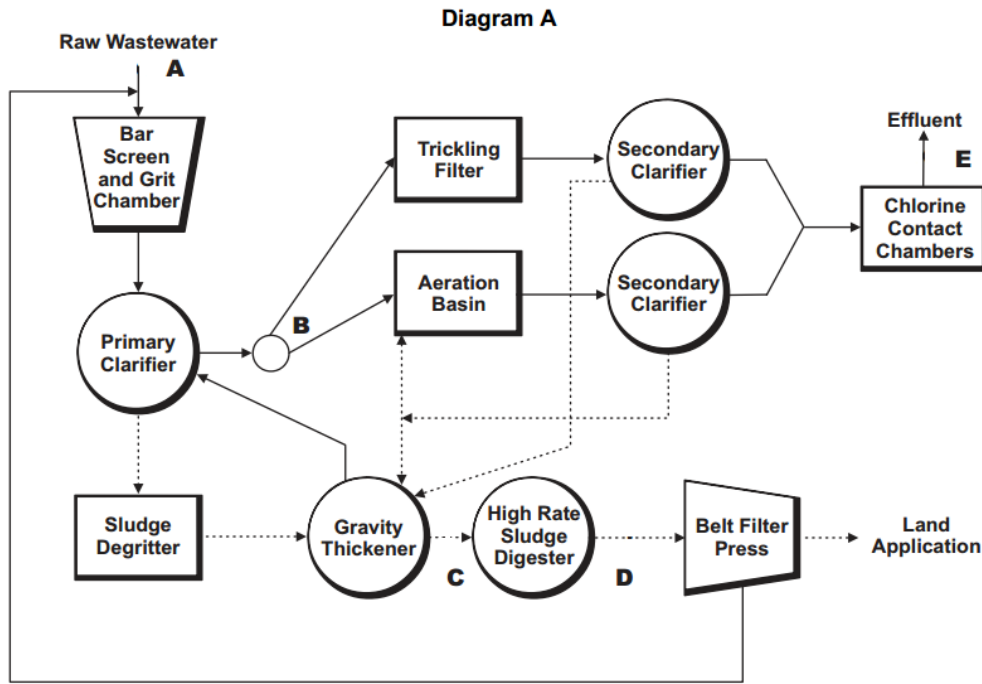 Diagram A
Raw Wastewater
A
Bar
Screen
and Grit
Chamber
Trickling
Filter
Secondary
Clarifier
Effluent
E
Chlorine
Contact
Chambers
Aeration
Basin
Secondary
Clarifier
B
Primary
Clarifier
Sludge
Degritter
Gravity
Thickener
C
High Rate
Sludge
Digester
D
Belt Filter
Press
Land
Application